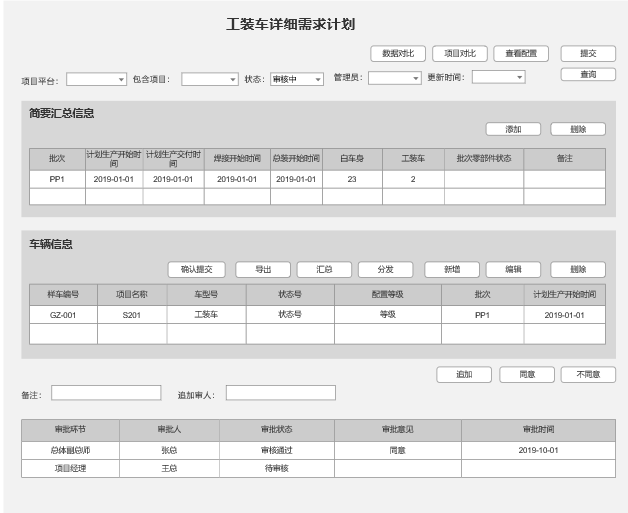 工装车详细需求计划
数据对比 项目对比 查看配置 提交
项目平台： 包含项目： 状态： 审核中 管理员： 更新时间： 查询
简要汇总信息
添加 删除
批次 计划生产开始时间 计划生产交付时间 焊接开始时间 总装开始时间 白车身 工装车 批次零部件状态 备注
PP1 2019-01-01 2019-01-01 2019-01-01 2019-01-01 23 2
车辆信息
确认提交 导出 汇总 分发 新增 编辑 删除
样车编号 项目名称 车型号 状态号 配置等级 批次 计划生产开始时间
GZ-001 S201 工装车 状态号 等级 PP1 2019-01-01
追加 同意 不同意
备注： 追加审人：
审批环节 审批人 审批状态 审批意见 审批时间
总体副总师 张总 审核通过 同意 2019-10-01
项目经理 王总 待审核